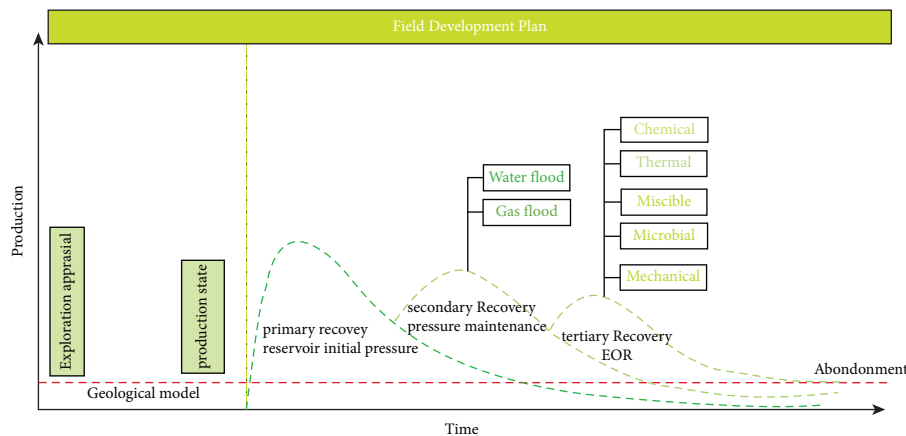 Field Development Plan
Production
Exploration apprasial
production state
Geological model
primary recovey
reservoir initial pressure
Water flood
Gas flood
secondary Recovery
pressure maintenance
Chemical
Thermal
Miscible
Microbial
Mechanical
tertiary Recovery
EOR
Abondonment
Time